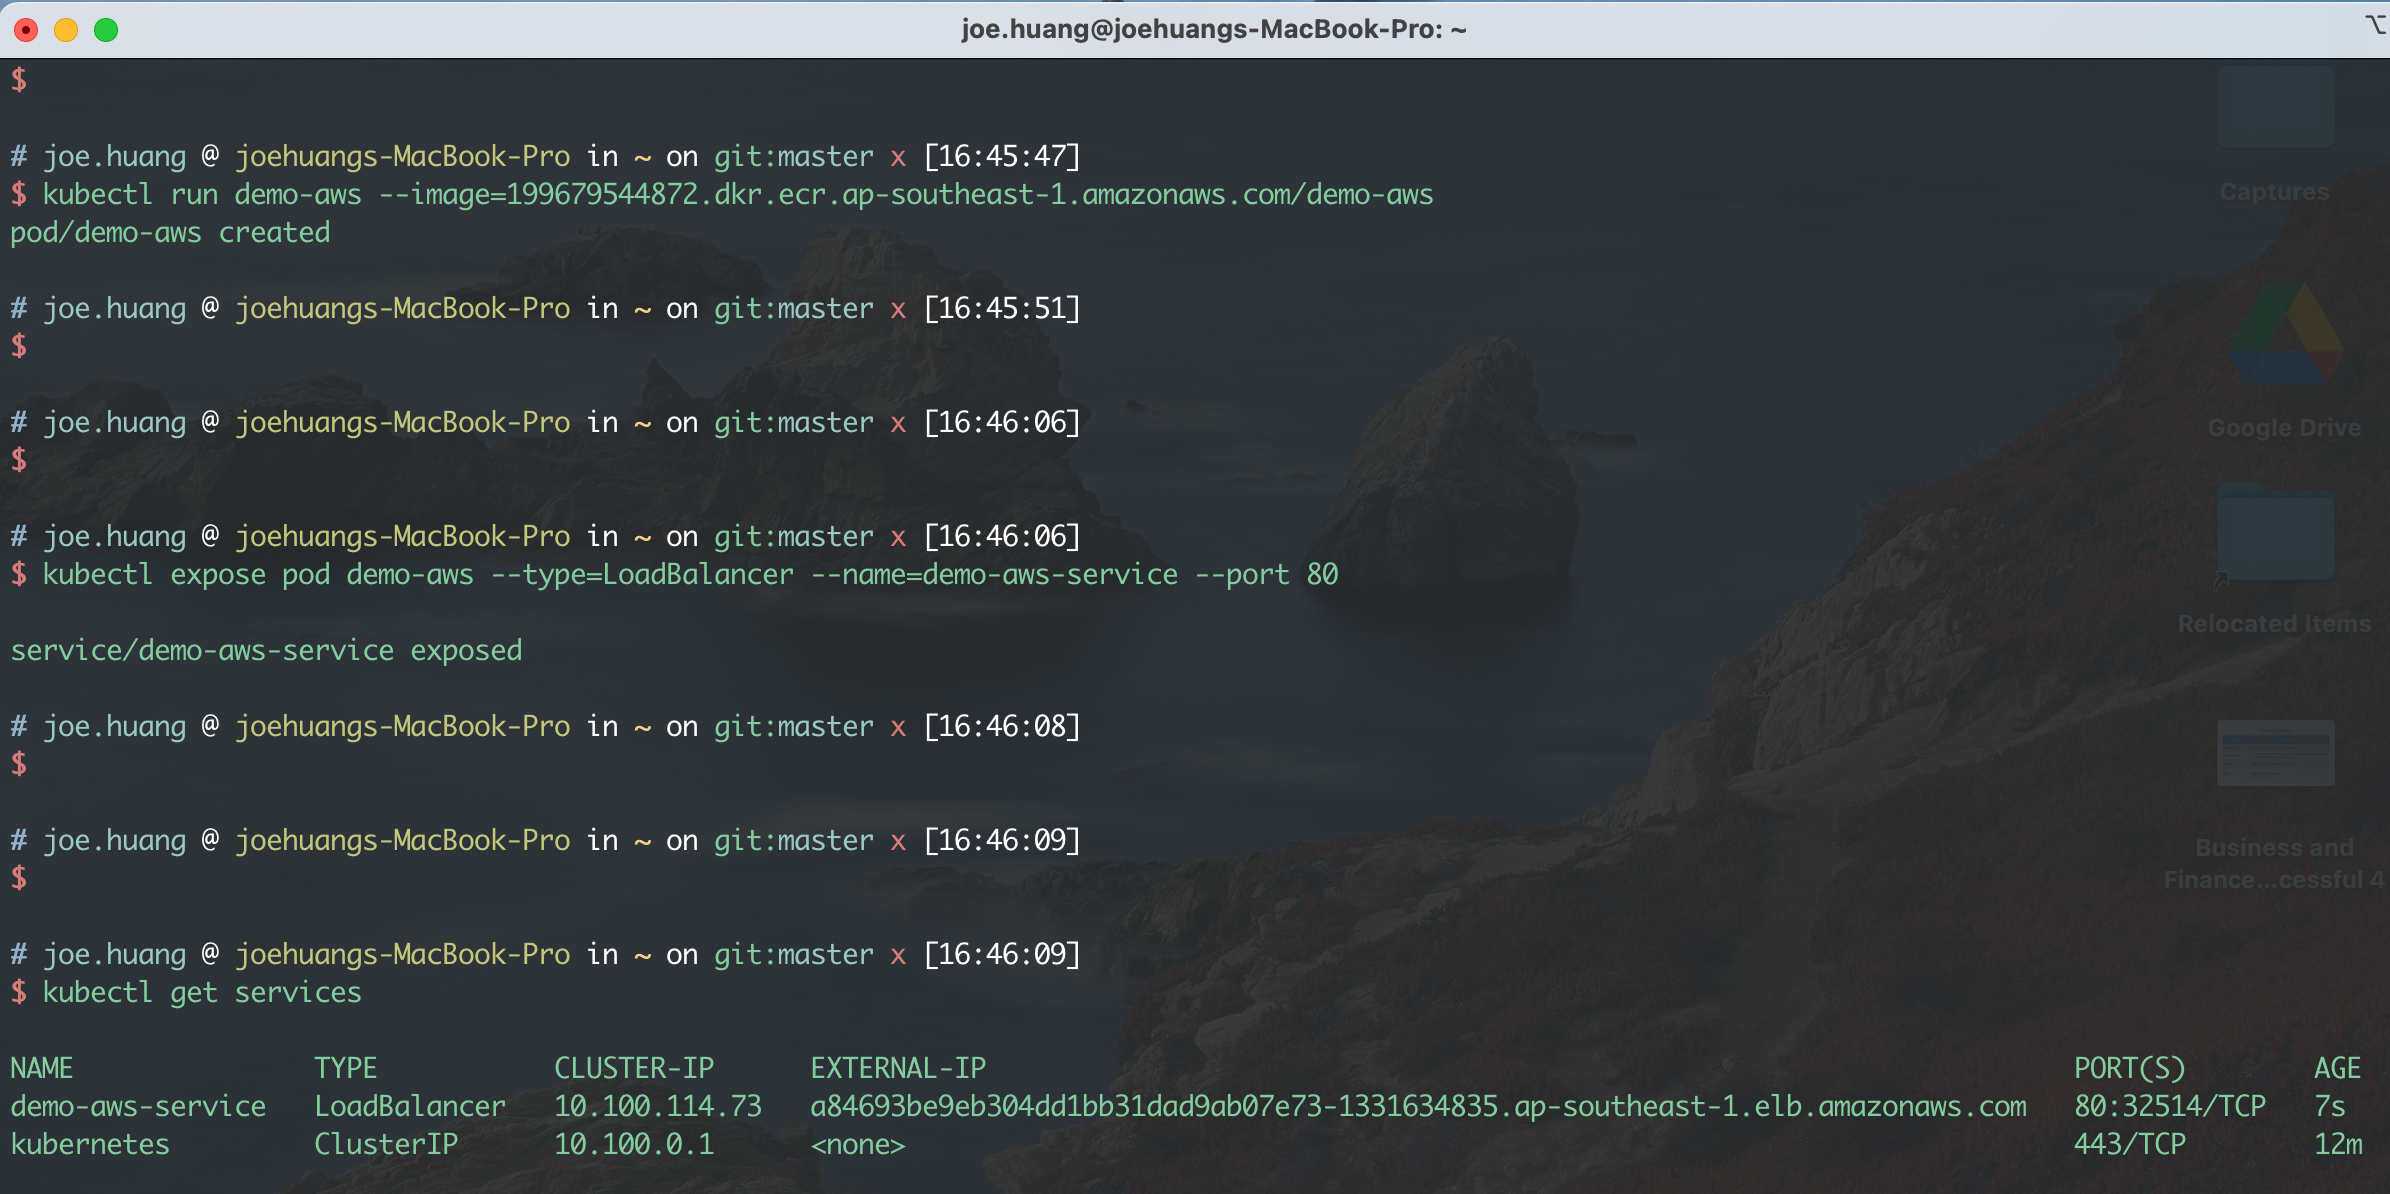 joe.huang@joehuangs-MacBook-Pro: ~
⌥
$
# joe.huang @ joehuangs-MacBook-Pro in ~ on git:master x [16:45:47]
$ kubectl run demo-aws --image=199679544872.dkr.ecr.ap-southeast-1.amazonaws.com/demo-aws
pod/demo-aws created
# joe.huang @ joehuangs-MacBook-Pro in ~ on git:master x [16:45:51]
$
# joe.huang @ joehuangs-MacBook-Pro in ~ on git:master x [16:46:06]
$
# joe.huang @ joehuangs-MacBook-Pro in ~ on git:master x [16:46:06]
$ kubectl expose pod demo-aws --type=LoadBalancer --name=demo-aws-service --port 80
service/demo-aws-service exposed
# joe.huang @ joehuangs-MacBook-Pro in ~ on git:master x [16:46:08]
$
# joe.huang @ joehuangs-MacBook-Pro in ~ on git:master x [16:46:09]
$
# joe.huang @ joehuangs-MacBook-Pro in ~ on git:master x [16:46:09]
$ kubectl get services
NAME TYPE CLUSTER-IP EXTERNAL-IP PORT(S) AGE
demo-aws-service LoadBalancer 10.100.114.73 a84693be9eb304dd1bb31dad9ab07e73-1331634835.ap-southeast-1.elb.amazonaws.com 80:32514/TCP 7s
kubernetes ClusterIP 10.100.0.1 <none> 443/TCP 12m
Captures
Google Drive
Relocated Items
Business and
Finance...cessful 4